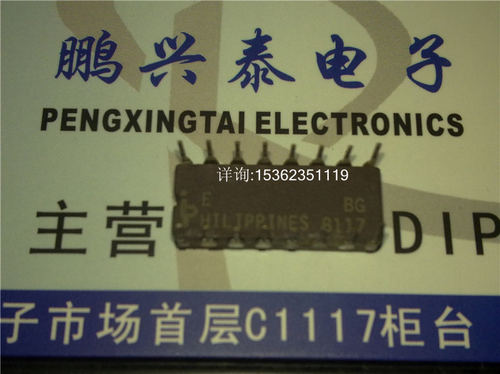 鹏兴泰电子
PENGXINGTAI ELECTRONICS
详询:15362351119
E BG
HILIPPINES 8117
主营 DIP
子市场首层C1117柜台